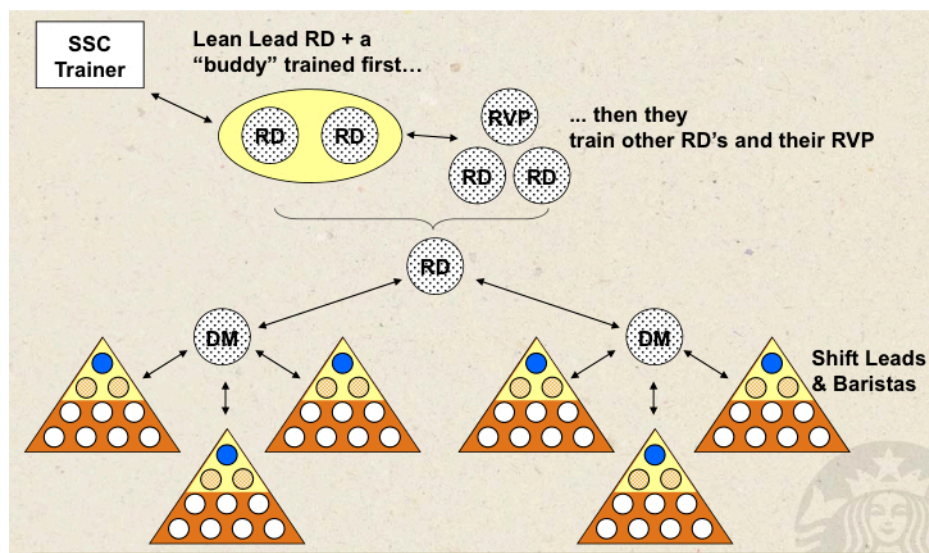 SSC
Trainer
Lean Lead RD + a
“buddy” trained first…
RD
RD
RVP
RD
RD
... then they
train other RD’s and their RVP
RD
DM
DM
Shift Leads
& Baristas